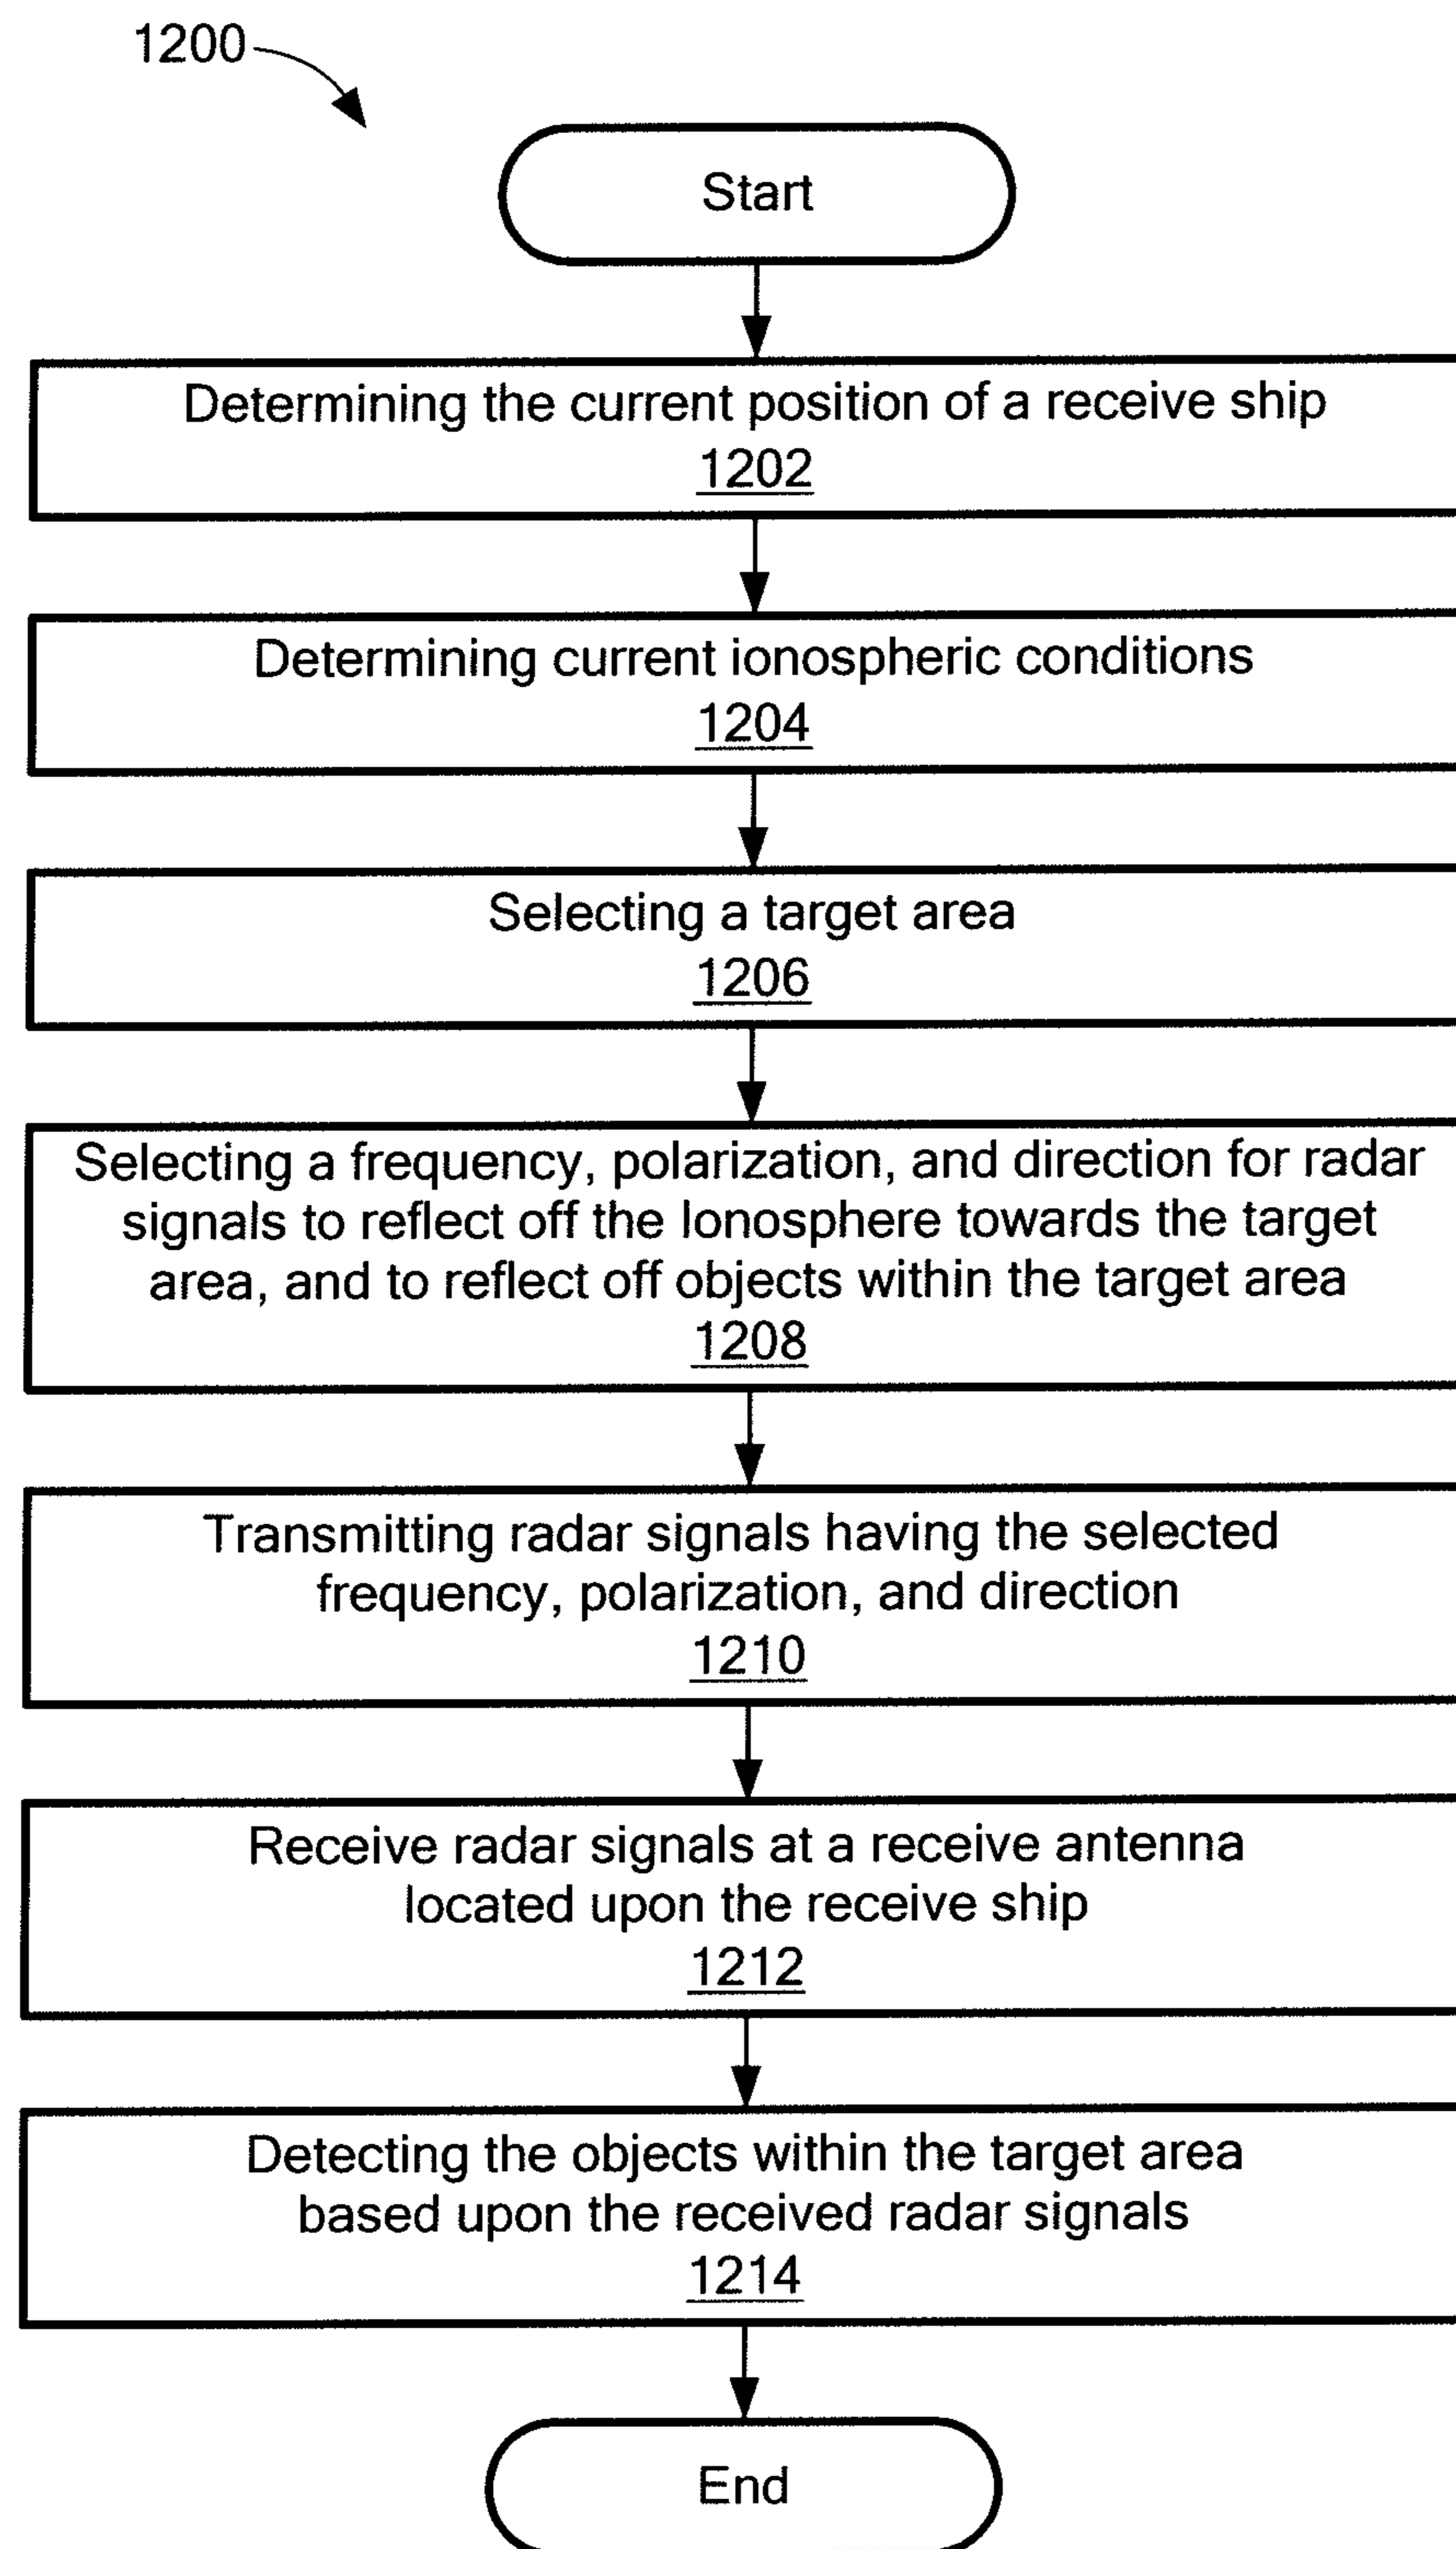 1200
Start
Determining the current position of a receive ship
1202
Determining current ionospheric conditions
1204
Selecting a target area
1206
Selecting a frequency, polarization, and direction for radar
signals to reflect off the Ionosphere towards the target
area, and to reflect off objects within the target area
1208
Transmitting radar signals having the selected
frequency, polarization, and direction
1210
Receive radar signals at a receive antenna
located upon the receive ship
1212
Detecting the objects within the target area
based upon the received radar signals
1214
End